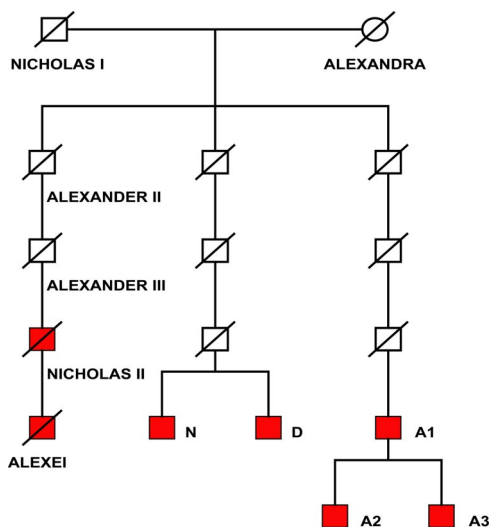 NICHOLAS I
ALEXANDRA
ALEXANDER II
ALEXANDER III
NICHOLAS II
ALEXEI
N
D
A1
A2
A3